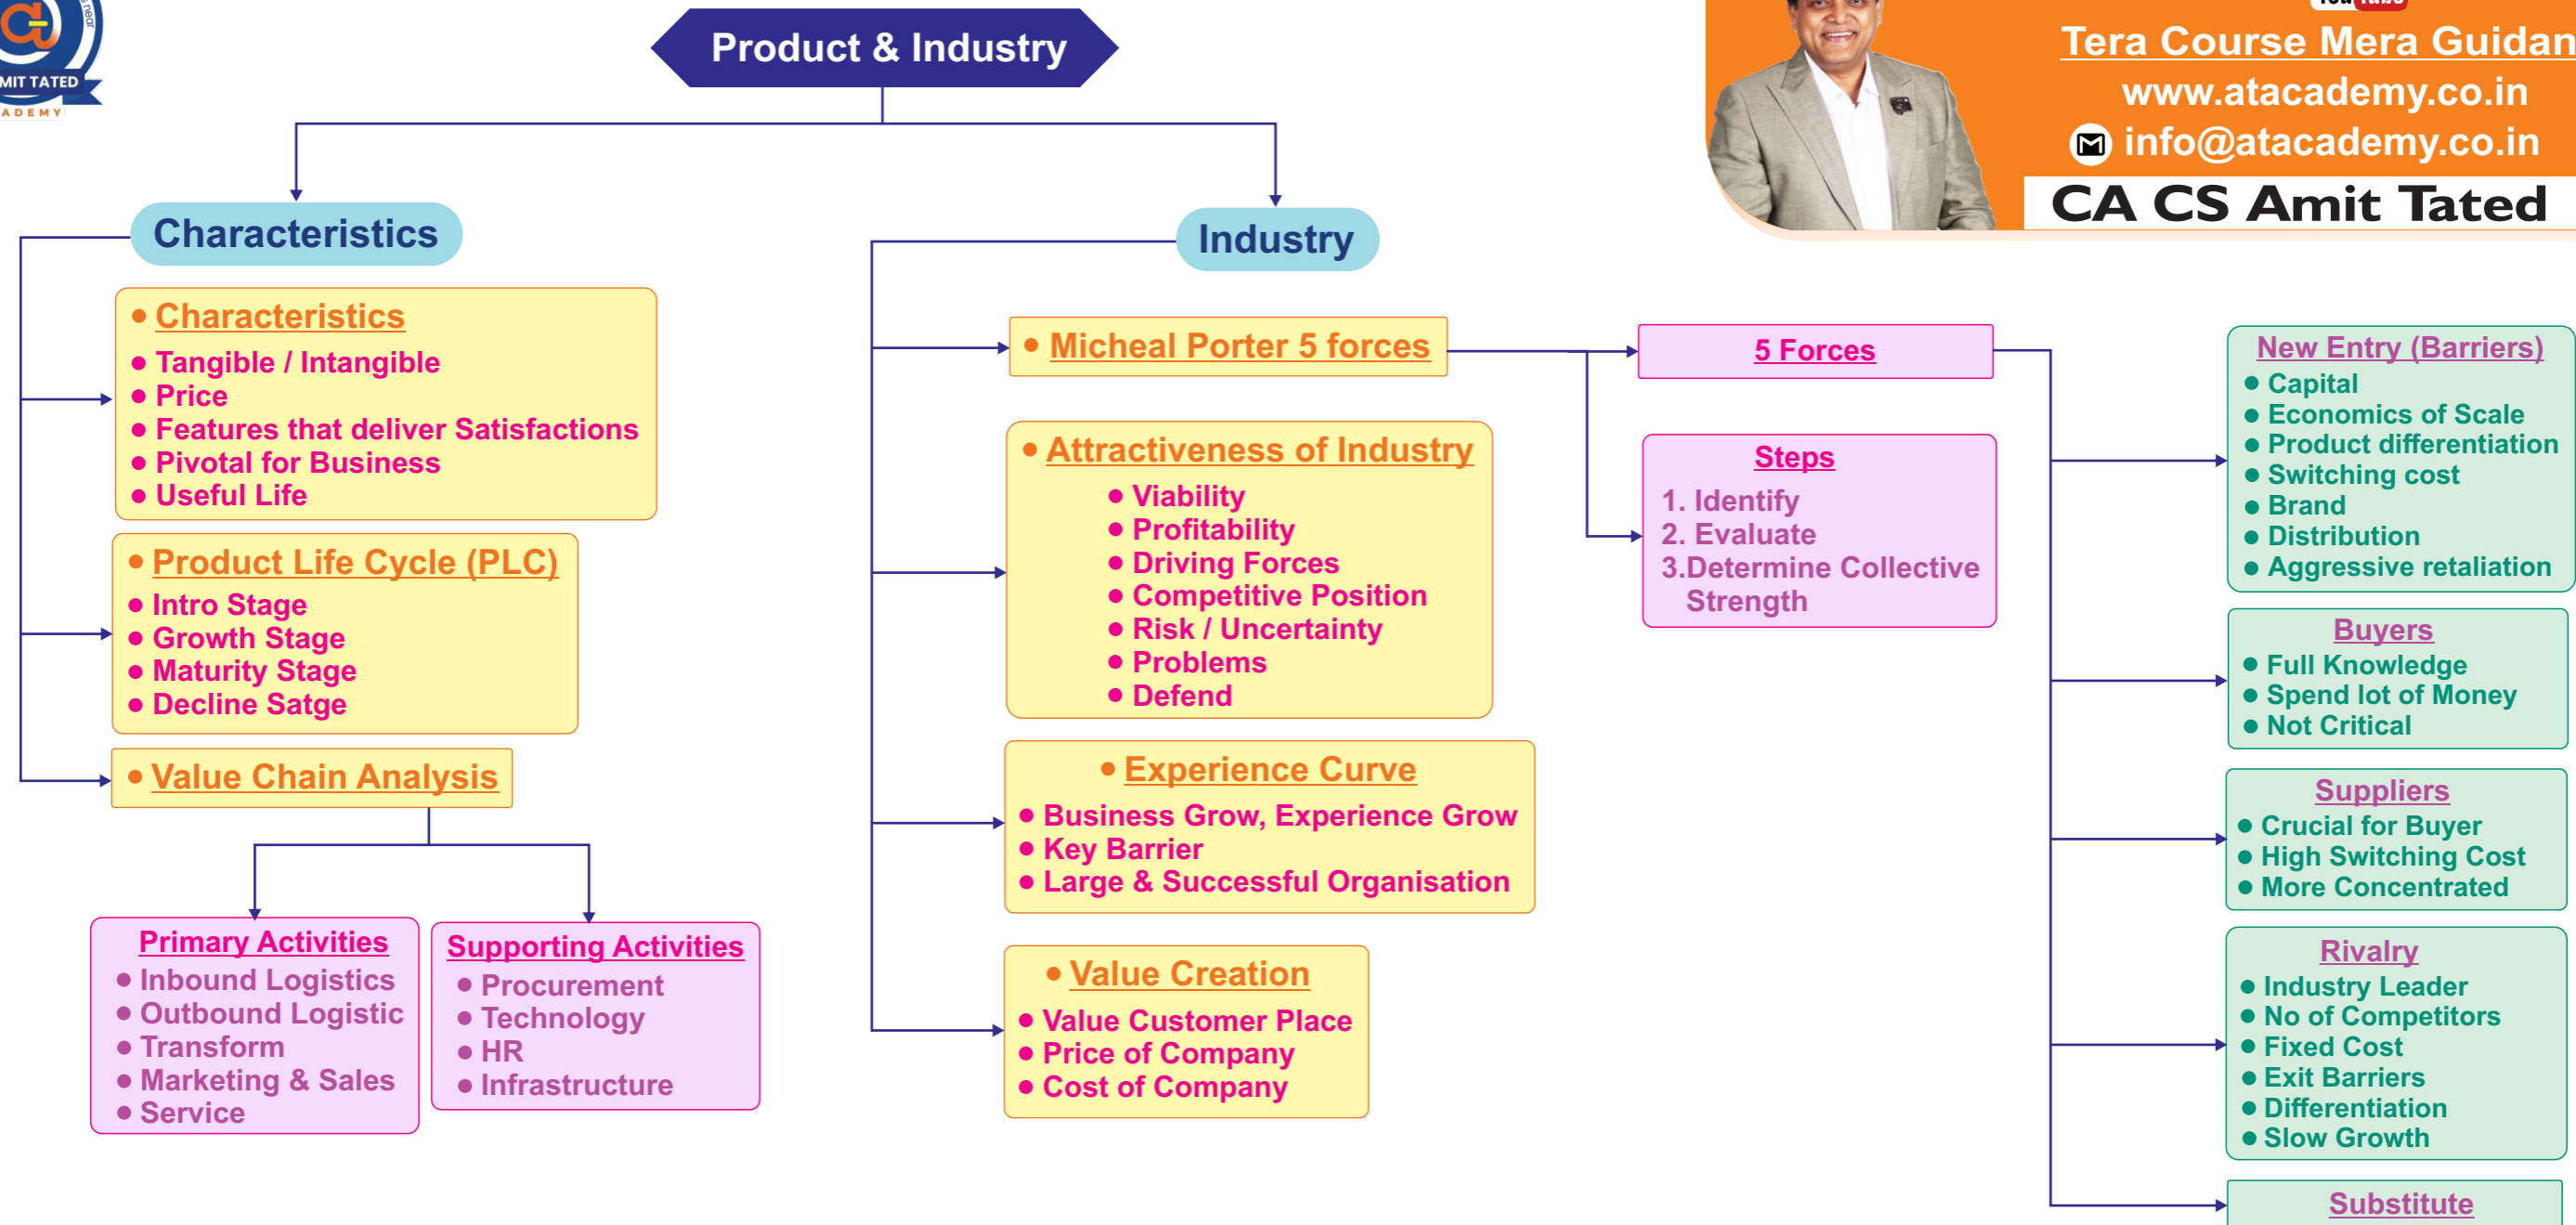 near
MIT TATED
ADEMY
Product & Industry
Tera Course Mera Guidan
www.atacademy.co.in
info@atacademy.co.in
CA CS Amit Tated
Characteristics
• Characteristics
• Tangible / Intangible
• Price
• Features that deliver Satisfactions
• Pivotal for Business
• Useful Life
• Product Life Cycle (PLC)
• Intro Stage
• Growth Stage
• Maturity Stage
• Decline Satge
• Value Chain Analysis
Primary Activities
• Inbound Logistics
• Outbound Logistic
• Transform
• Marketing & Sales
• Service
Supporting Activities
• Procurement
• Technology
• HR
• Infrastructure
Industry
• Micheal Porter 5 forces
• Attractiveness of Industry
• Viability
• Profitability
• Driving Forces
• Competitive Position
• Risk / Uncertainty
• Problems
• Defend
• Experience Curve
• Business Grow, Experience Grow
• Key Barrier
• Large & Successful Organisation
• Value Creation
• Value Customer Place
• Price of Company
• Cost of Company
5 Forces
Steps
1. Identify
2. Evaluate
3.Determine Collective
Strength
New Entry (Barriers)
• Capital
• Economics of Scale
• Product differentiation
• Switching cost
• Brand
• Distribution
• Aggressive retaliation
Buyers
• Full Knowledge
• Spend lot of Money
• Not Critical
Suppliers
• Crucial for Buyer
• High Switching Cost
• More Concentrated
Rivalry
• Industry Leader
• No of Competitors
• Fixed Cost
• Exit Barriers
• Differentiation
• Slow Growth
Substitute